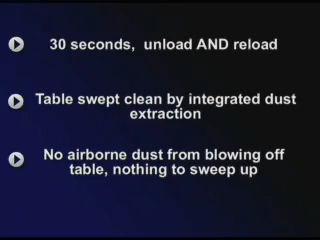 30 seconds,  unload AND reload
Table swept clean by integrated dust
extraction
No airborne dust from blowing off
table, nothing to sweep up